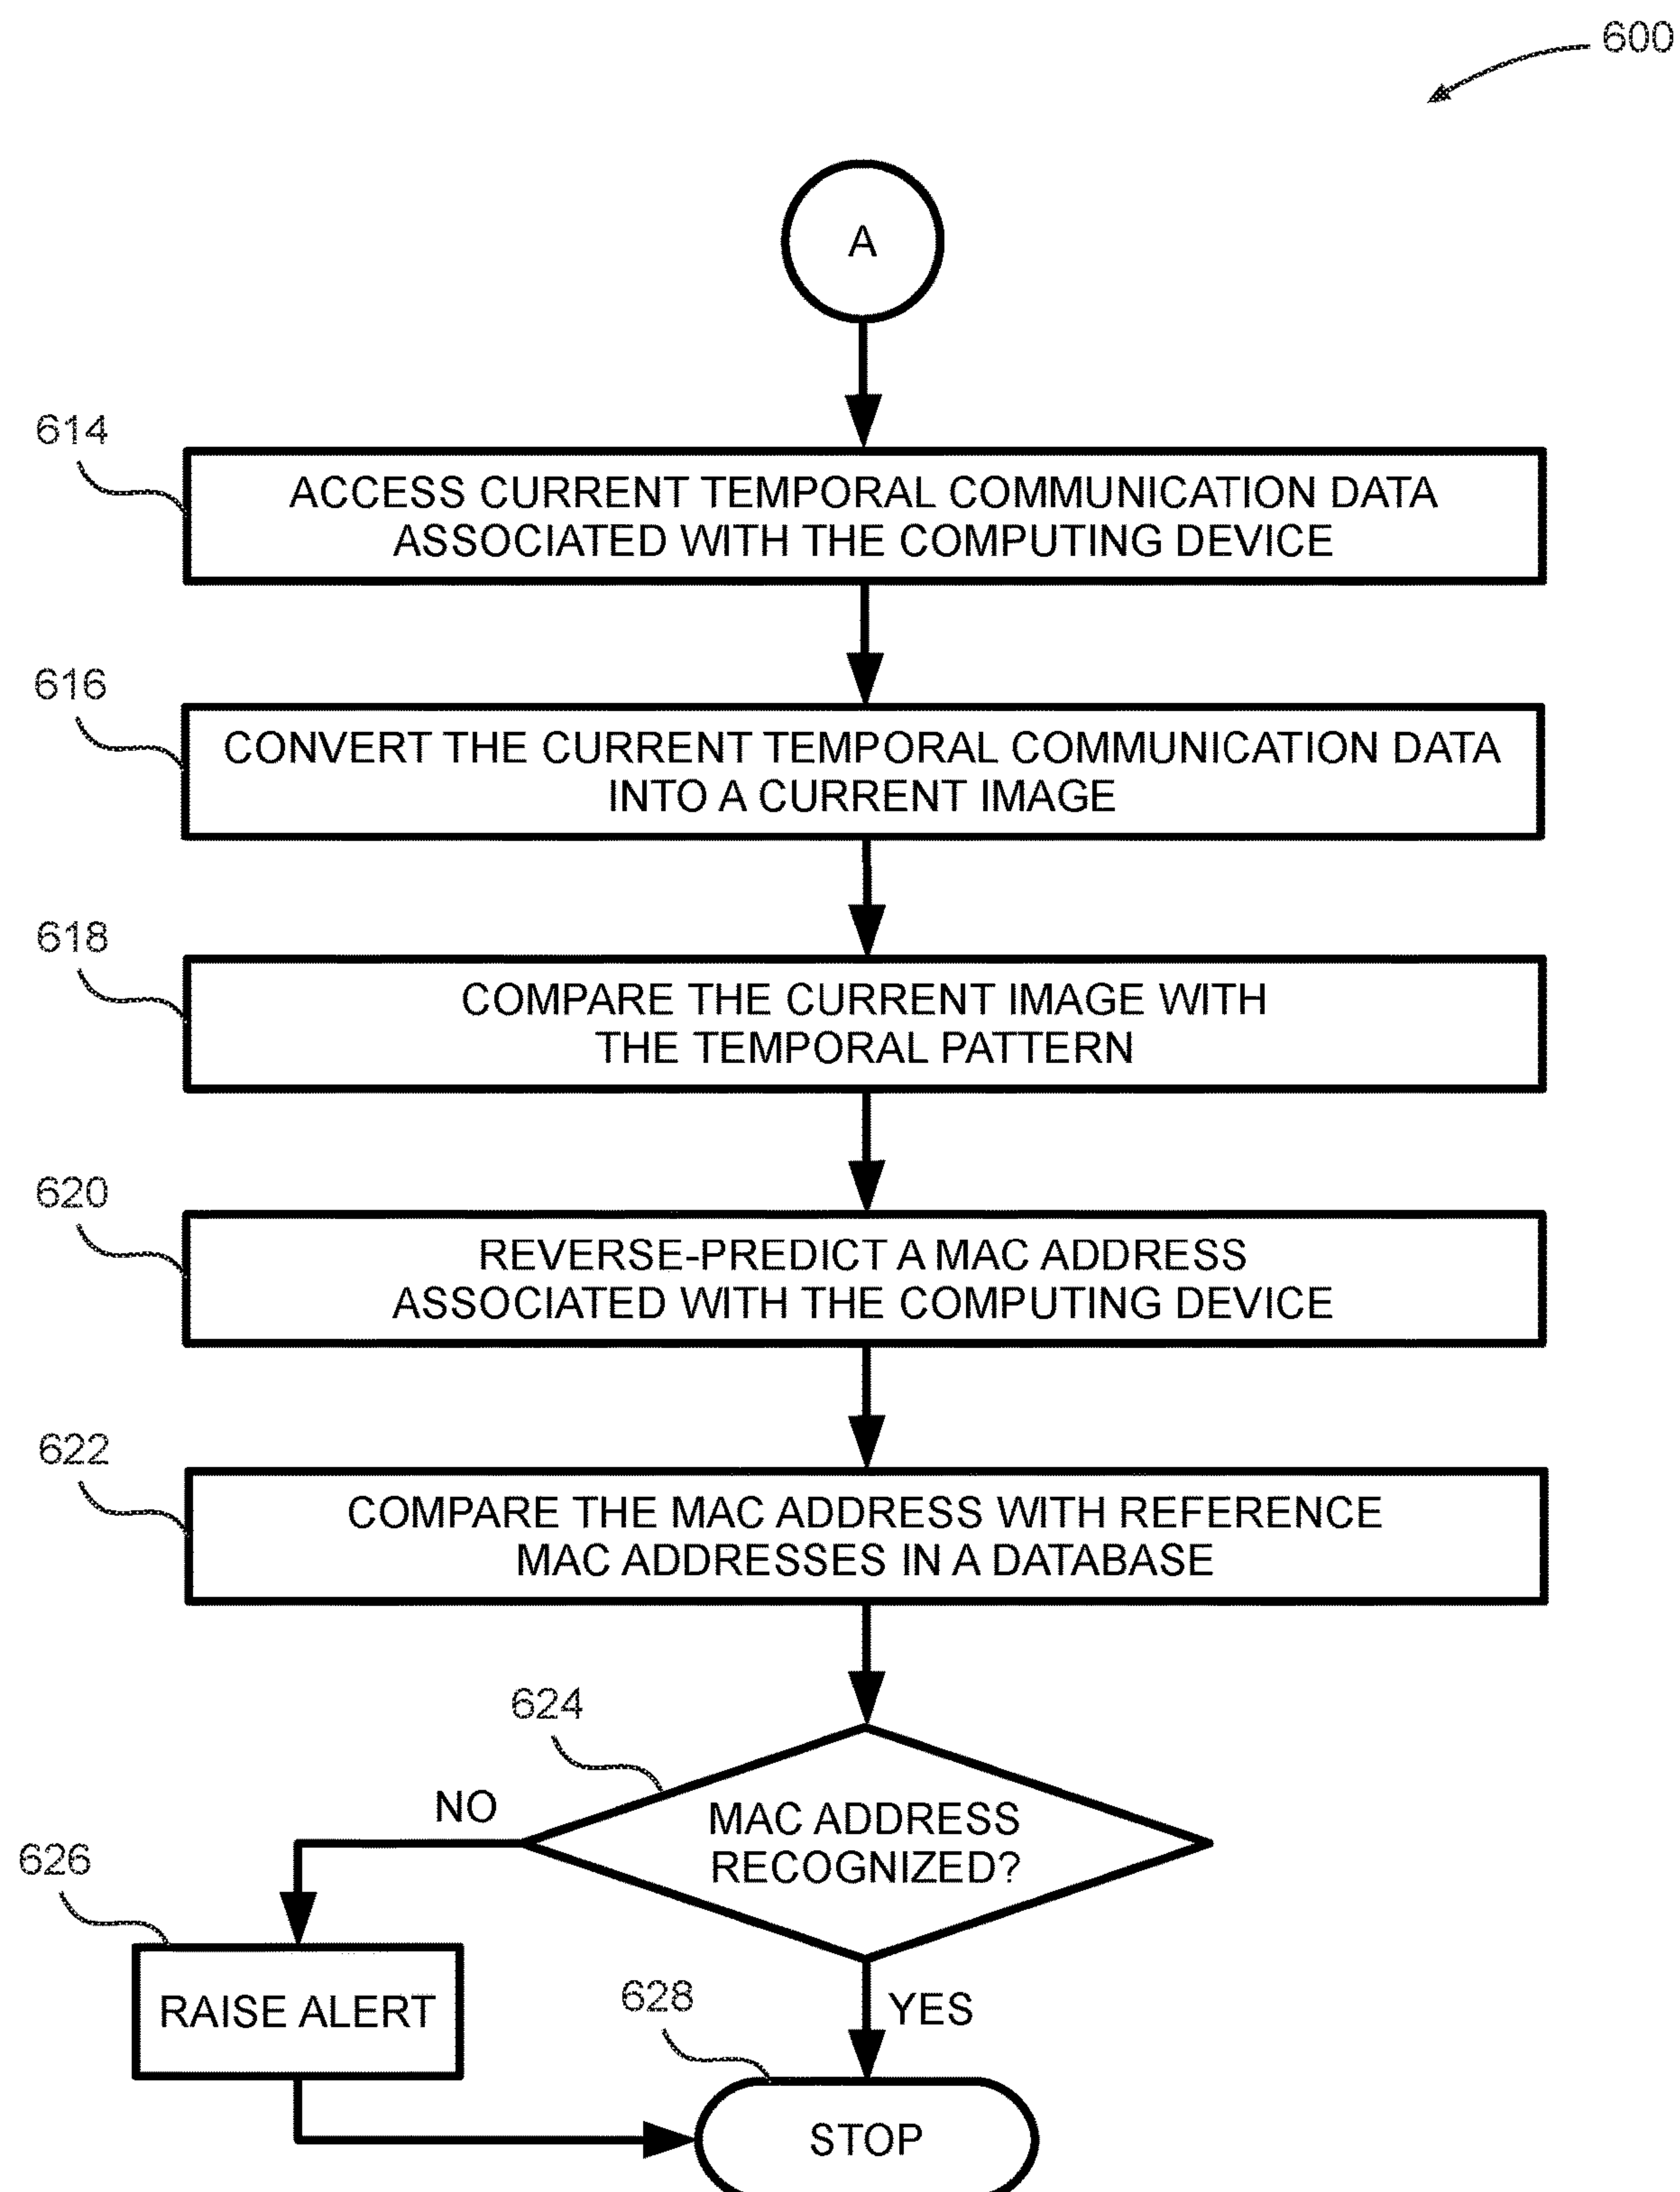 600
A
614
ACCESS CURRENT TEMPORAL COMMUNICATION DATA
ASSOCIATED WITH THE COMPUTING DEVICE
616
CONVERT THE CURRENT TEMPORAL COMMUNICATION DATA
INTO A CURRENT IMAGE
618
COMPARE THE CURRENT IMAGE WITH
THE TEMPORAL PATTERN
620
REVERSE-PREDICT A MAC ADDRESS
ASSOCIATED WITH THE COMPUTING DEVICE
622
COMPARE THE MAC ADDRESS WITH REFERENCE
MAC ADDRESSES IN A DATABASE
624
MAC ADDRESS
RECOGNIZED?
NO
626
RAISE ALERT
YES
628
STOP